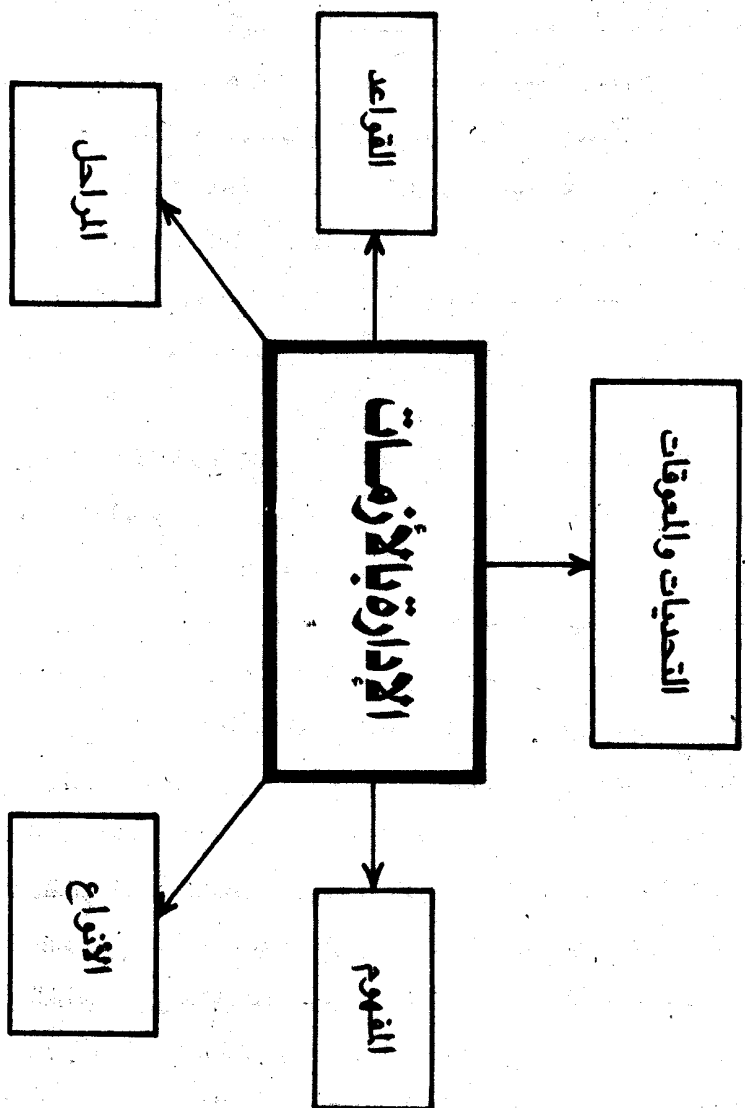 التحديات والمعوقات
المفهوم
الإدارة بالأزمات
القواعد
الأنواع
المراحل